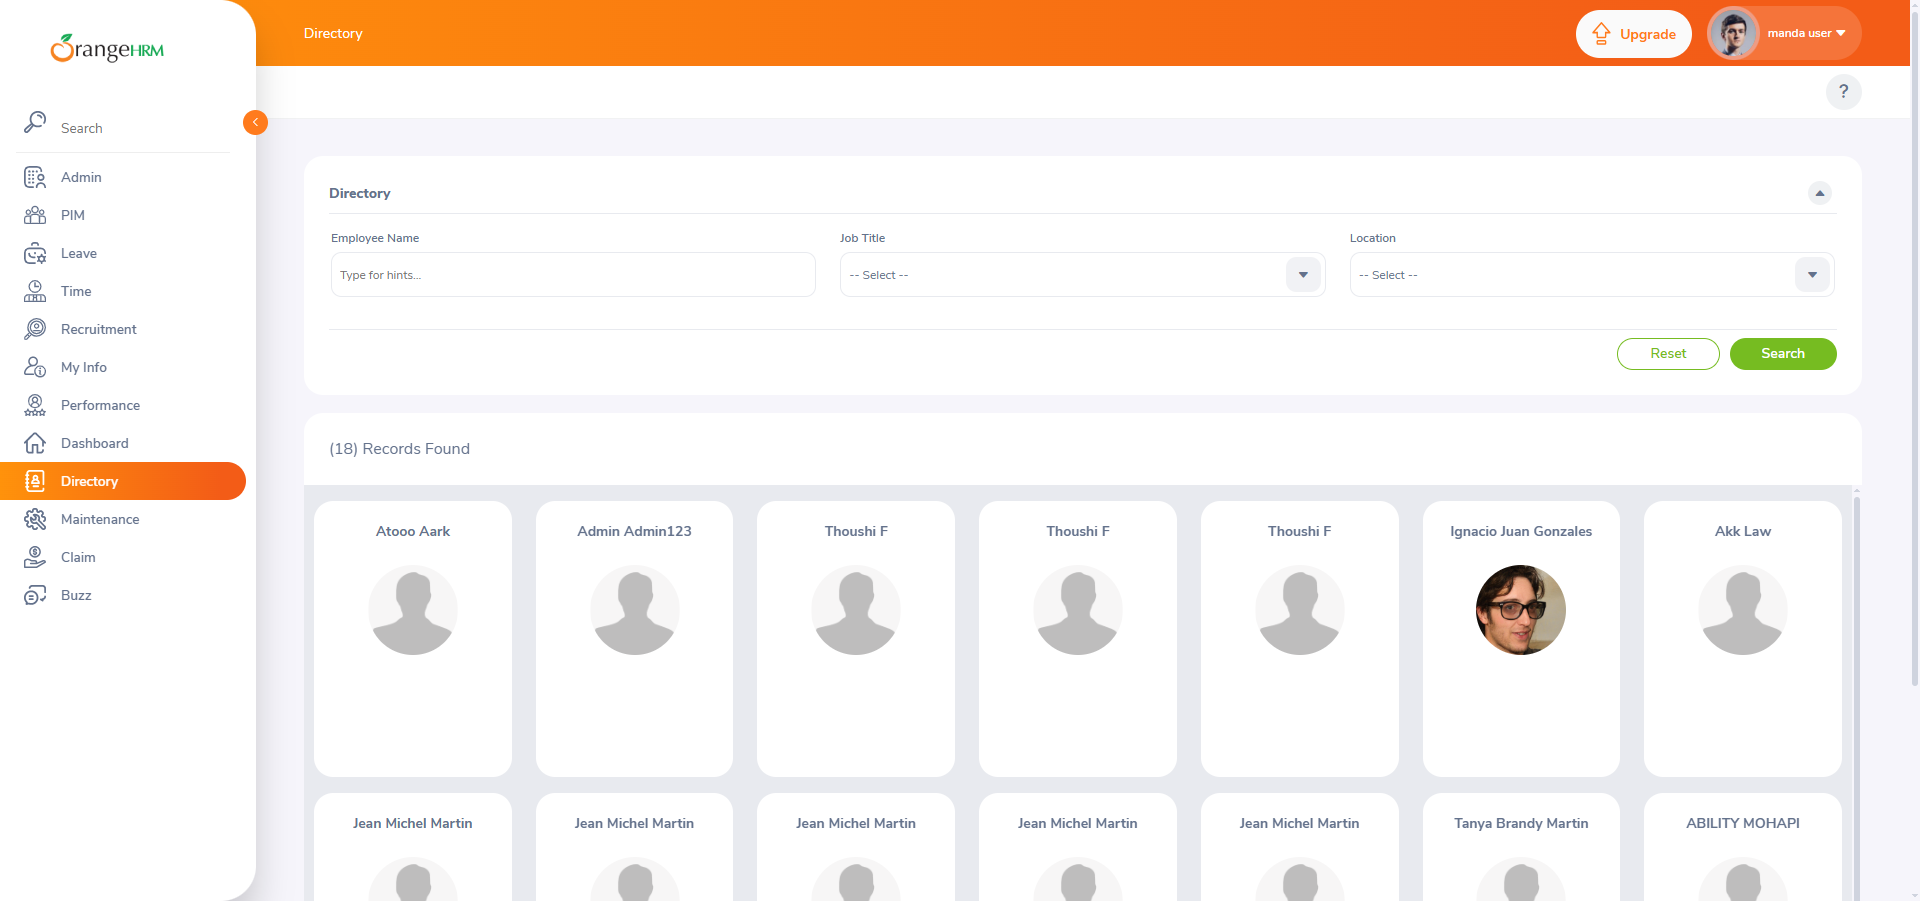 OrangeHRM
Search
Admin
PIM
Leave
Time
Recruitment
My Info
Performance
Dashboard
Directory
Maintenance
Claim
Buzz
Directory
Upgrade
manda user
?
Directory
Employee Name
Job Title
Location
Type for hints...
-- Select --
-- Select --
Reset
Search
(18) Records Found
Atooo Aark
Admin Admin123
Thoushi F
Thoushi F
Thoushi F
Ignacio Juan Gonzales
Akk Law
Jean Michel Martin
Jean Michel Martin
Jean Michel Martin
Jean Michel Martin
Jean Michel Martin
Tanya Brandy Martin
ABILITY MOHAPI